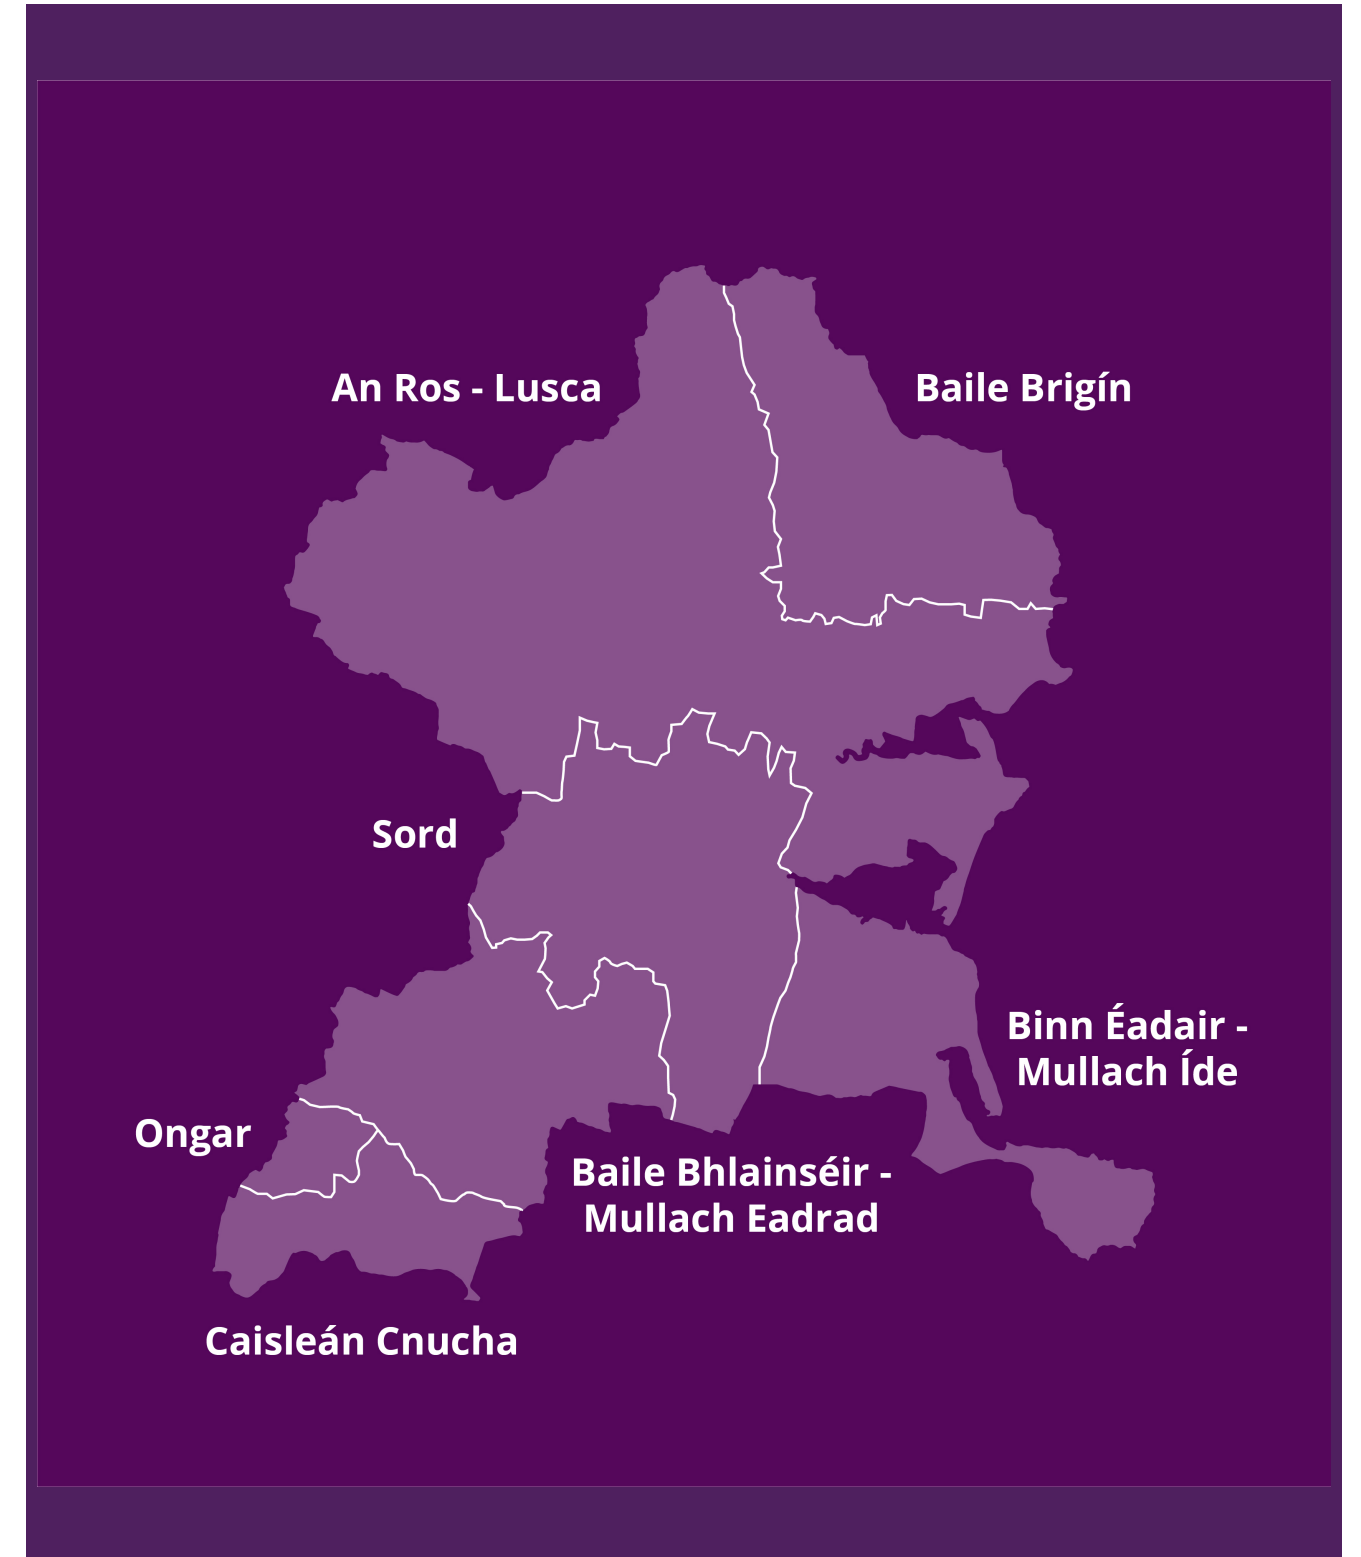 An Ros - Lusca
Baile Brigín
Sord
Binn Éadair -
Mullach Íde
Ongar
Baile Bhlainséir -
Mullach Eadrad
Caisleán Cnucha